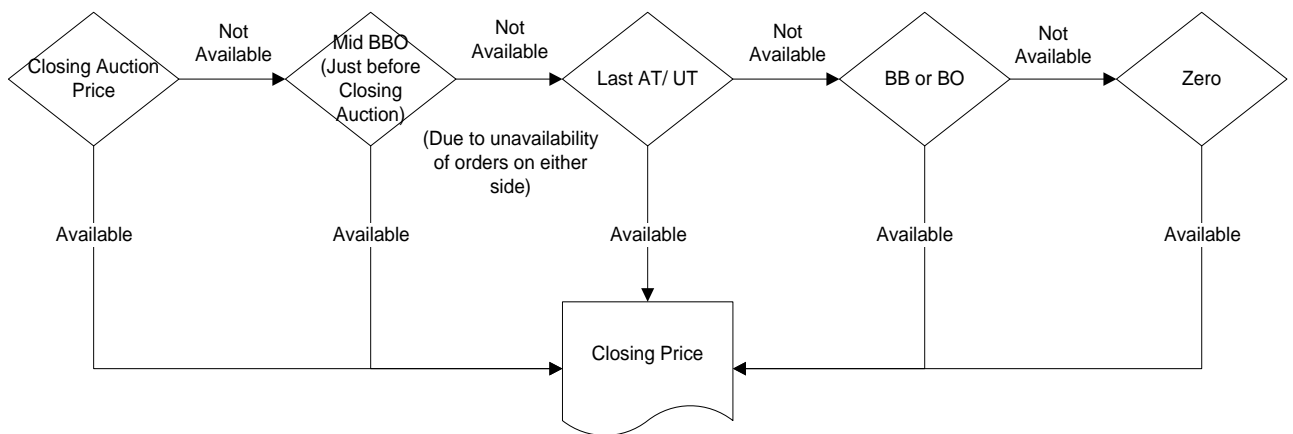 Closing Auction
Price
Not
Available
Mid BBO
(Just before
Closing
Auction)
Not
Available
(Due to unavailability
of orders on either
side)
Last AT/ UT
Not
Available
BB or BO
Not
Available
Zero
Available
Available
Available
Available
Available
Closing Price